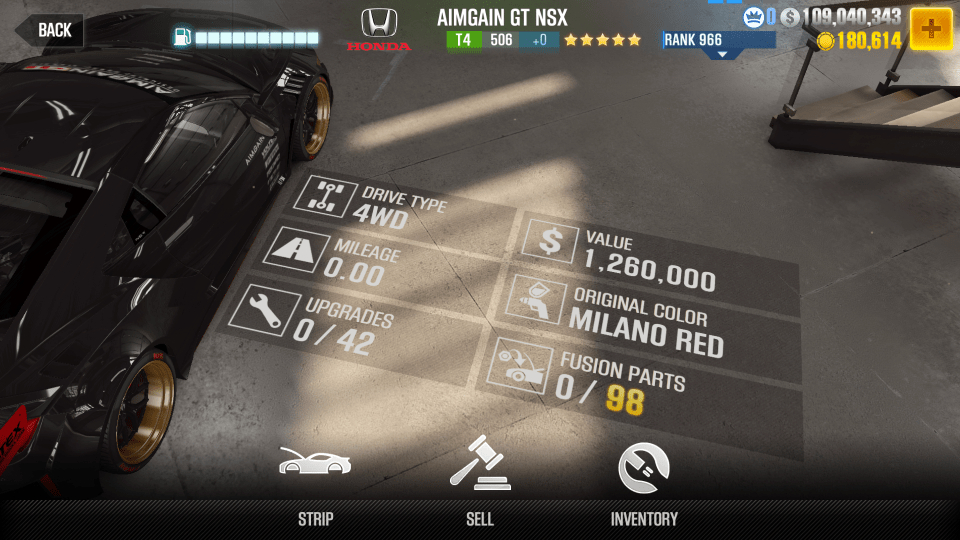 BACK
HONDA
AIMGAIN GT NSX
T4 506 +0
0
$ 109,040,343
RANK 966
180,614
+
AIMGAIN
AIMGAIN
DRIVE TYPE
4WD
MILEAGE
0.00
UPGRADES
0 / 42
$
VALUE
1,260,000
ORIGINAL COLOR
MILANO RED
FUSION PARTS
0 / 98
STRIP
SELL
INVENTORY